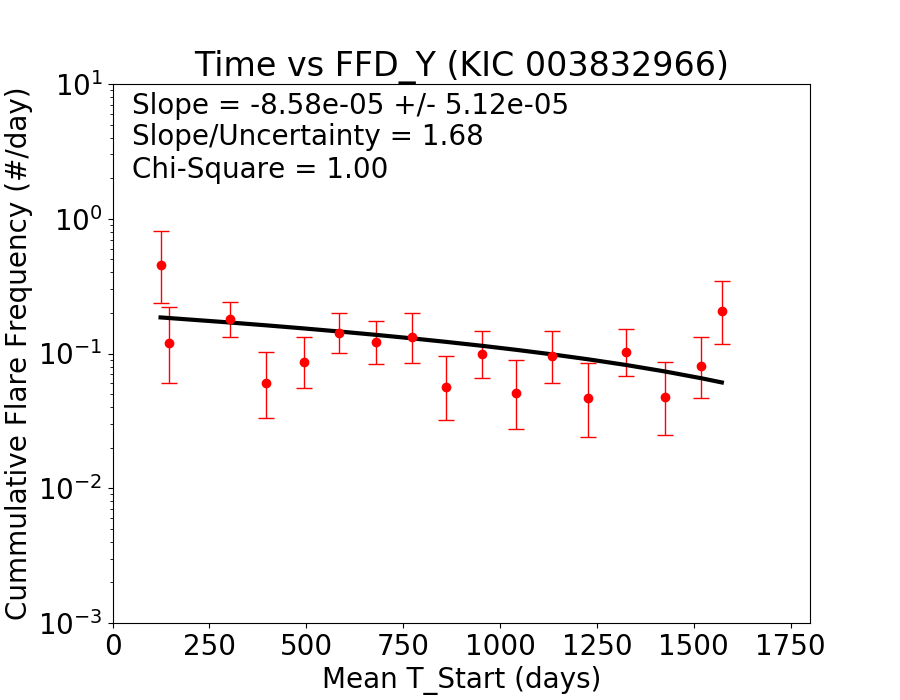 Time vs FFD_Y (KIC 003832966)
Slope = -8.58e-05 +/- 5.12e-05
Slope/Uncertainty = 1.68
Chi-Square = 1.00
Cummulative Flare Frequency (#/day)
10¹
10⁰
10⁻¹
10⁻²
10⁻³
0 250 500 750 1000 1250 1500 1750
Mean T_Start (days)